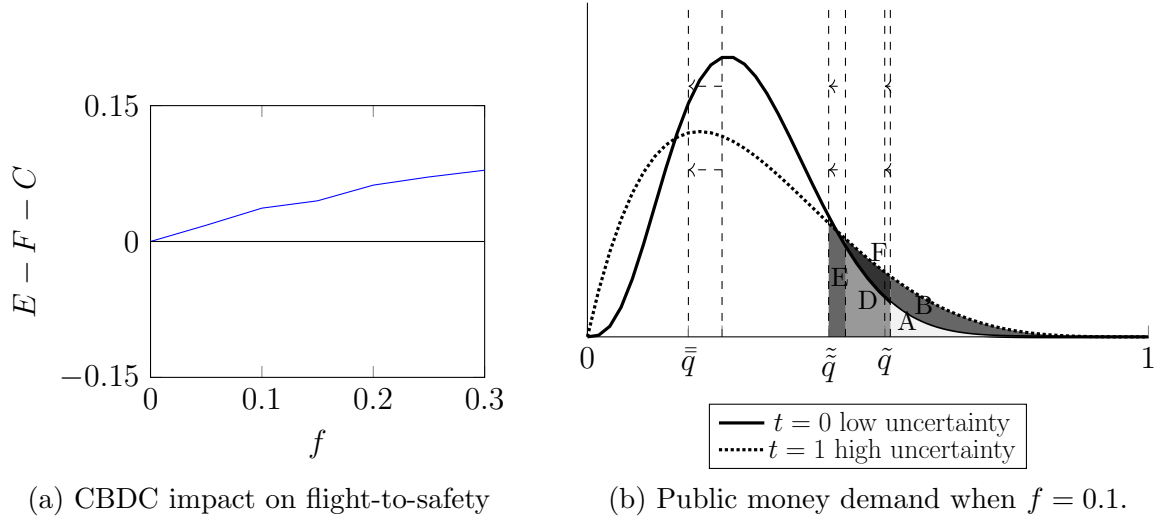 0.15
0
−0.15
E − F − C
0
0.1
0.2
0.3
f
(a) CBDC impact on flight-to-safety
F
E
D
B
A
0
1
q̿
q̃̃
q̃
t = 0 low uncertainty
t = 1 high uncertainty
(b) Public money demand when f = 0.1.